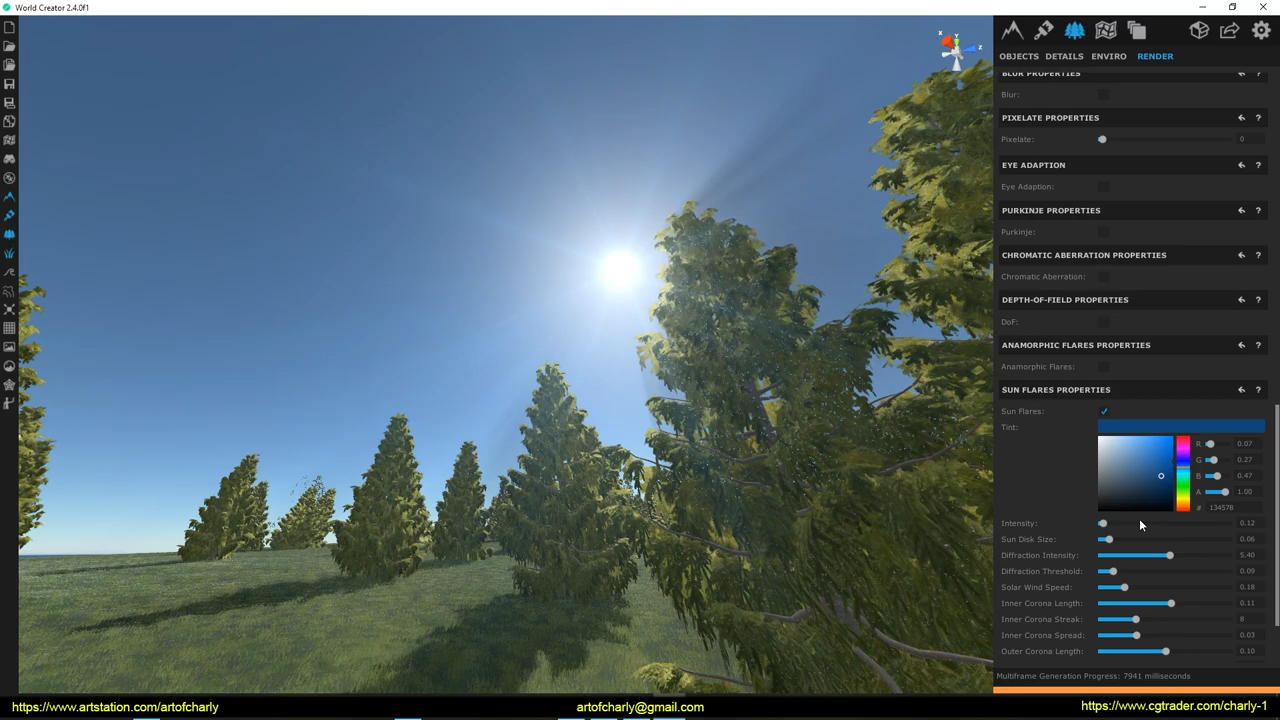 World Creator 2.4.0f1
X Y Z
OBJECTS DETAILS ENVIRO RENDER
BLUR PROPERTIES ?
Blur:
PIXELATE PROPERTIES ?
Pixelate: 0
EYE ADAPTION ?
Eye Adaption:
PURKINJE PROPERTIES ?
Purkinje:
CHROMATIC ABERRATION PROPERTIES ?
Chromatic Aberration:
DEPTH-OF-FIELD PROPERTIES ?
DoF:
ANAMORPHIC FLARES PROPERTIES ?
Anamorphic Flares:
SUN FLARES PROPERTIES ?
Sun Flares:
Tint:
R 0.07
G 0.27
B 0.47
A 1.00
# 134578
Intensity: 0.12
Sun Disk Size: 0.06
Diffraction Intensity: 5.40
Diffraction Threshold: 0.09
Solar Wind Speed: 0.18
Inner Corona Length: 0.11
Inner Corona Streak: 8
Inner Corona Spread: 0.03
Outer Corona Length: 0.10
Multiframe Generation Progress: 7941 milliseconds
https://www.artstation.com/artofcharly artofcharly@gmail.com https://www.cgtrader.com/charly-1